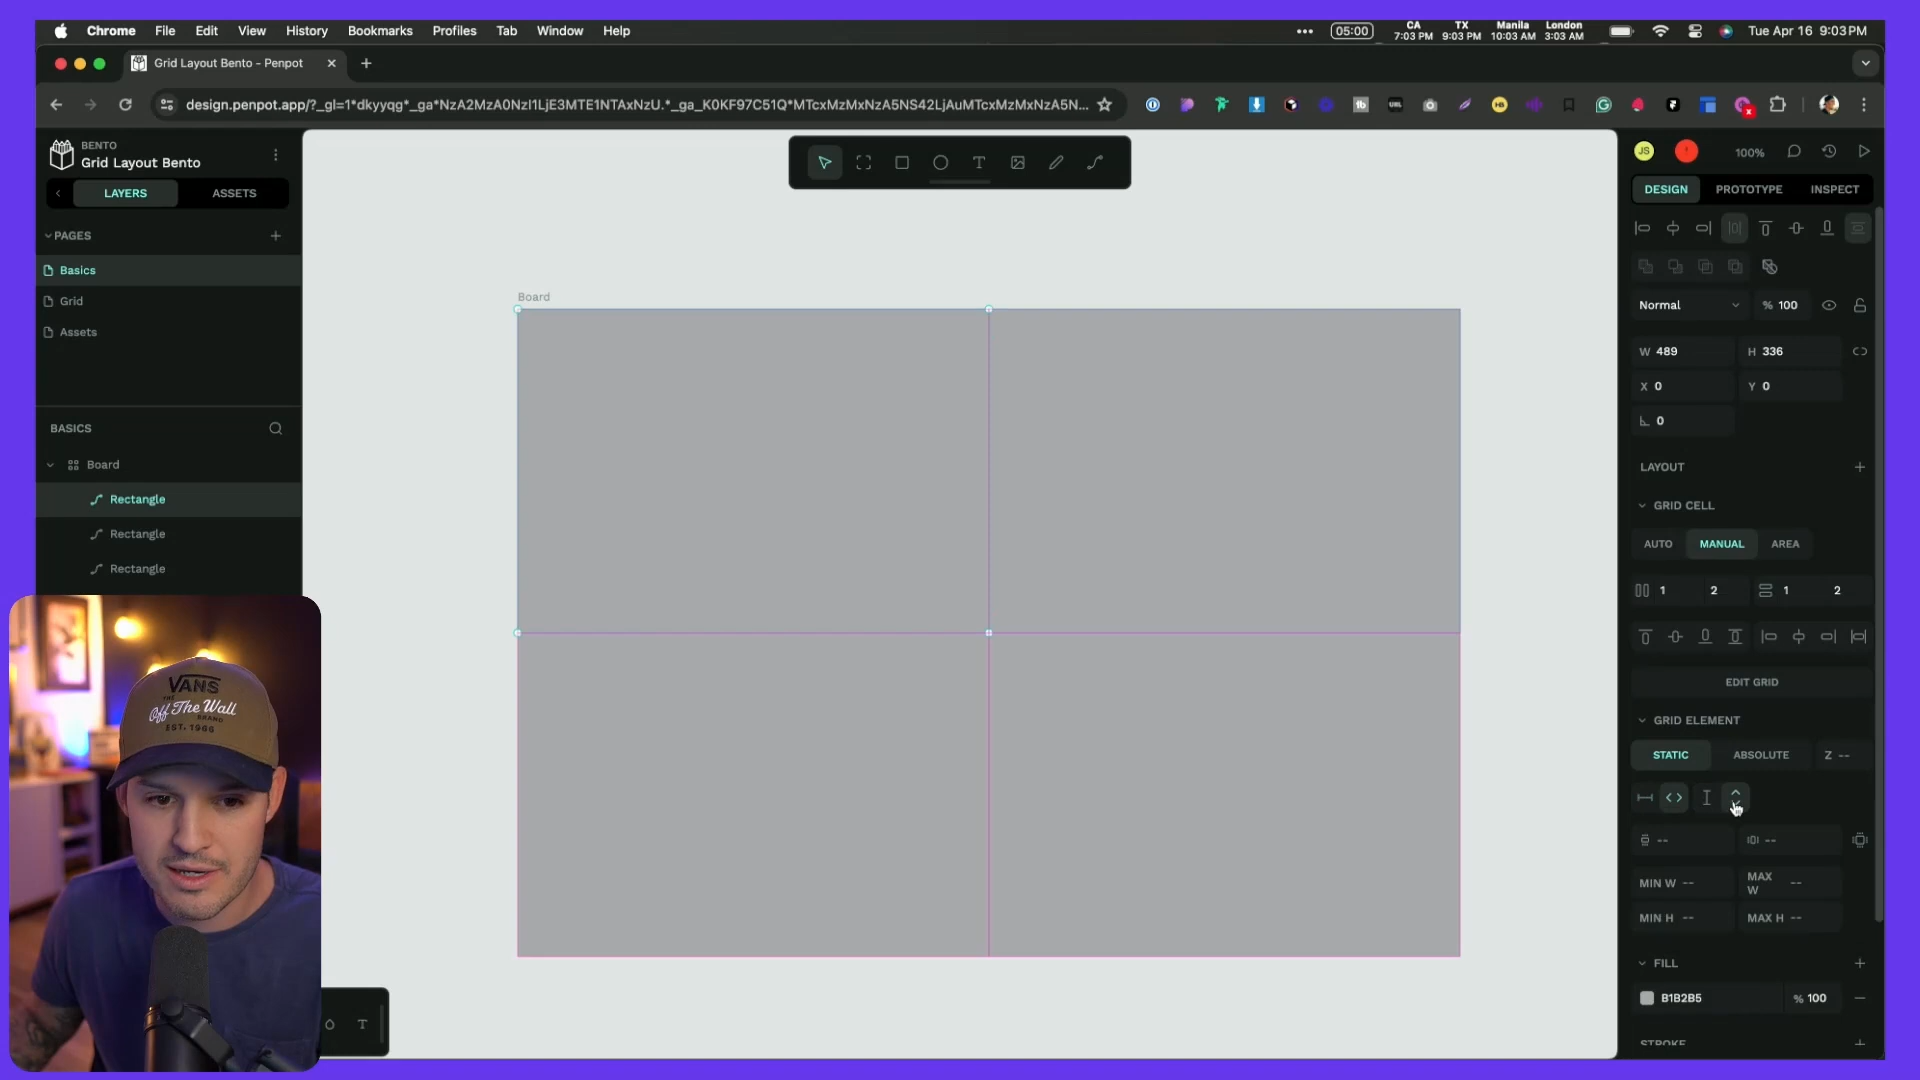 Chrome File Edit View History Bookmarks Profiles Tab Window Help
05:00
CA
7:03 PM
TX
9:03 PM
Manila
10:03 AM
London
3:03 AM
Tue Apr 16 9:03 PM
Grid Layout Bento - Penpot
design.penpot.app/?_gl=1*dkyyqg*_ga*NzA2MzA0NzI1LjE3MTE1NTAxNzU.*_ga_K0KF97C51Q*MTcxMzMxNzA5NS42LjAuMTcxMzMxNzA5N...
BENTO
Grid Layout Bento
LAYERS ASSETS
PAGES
Basics
Grid
Assets
BASICS
Board
Rectangle
Rectangle
Rectangle
Board
JS
100%
DESIGN PROTOTYPE INSPECT
Normal % 100
W 489 H 336
X 0 Y 0
0
LAYOUT
GRID CELL
AUTO MANUAL AREA
1 2 1 2
EDIT GRID
GRID ELEMENT
STATIC ABSOLUTE Z --
-- --
MIN W -- MAX W --
MIN H -- MAX H --
FILL
B1B2B5 % 100
STROKE
VANS
THE
Off The Wall
BRAND
EST. 1966